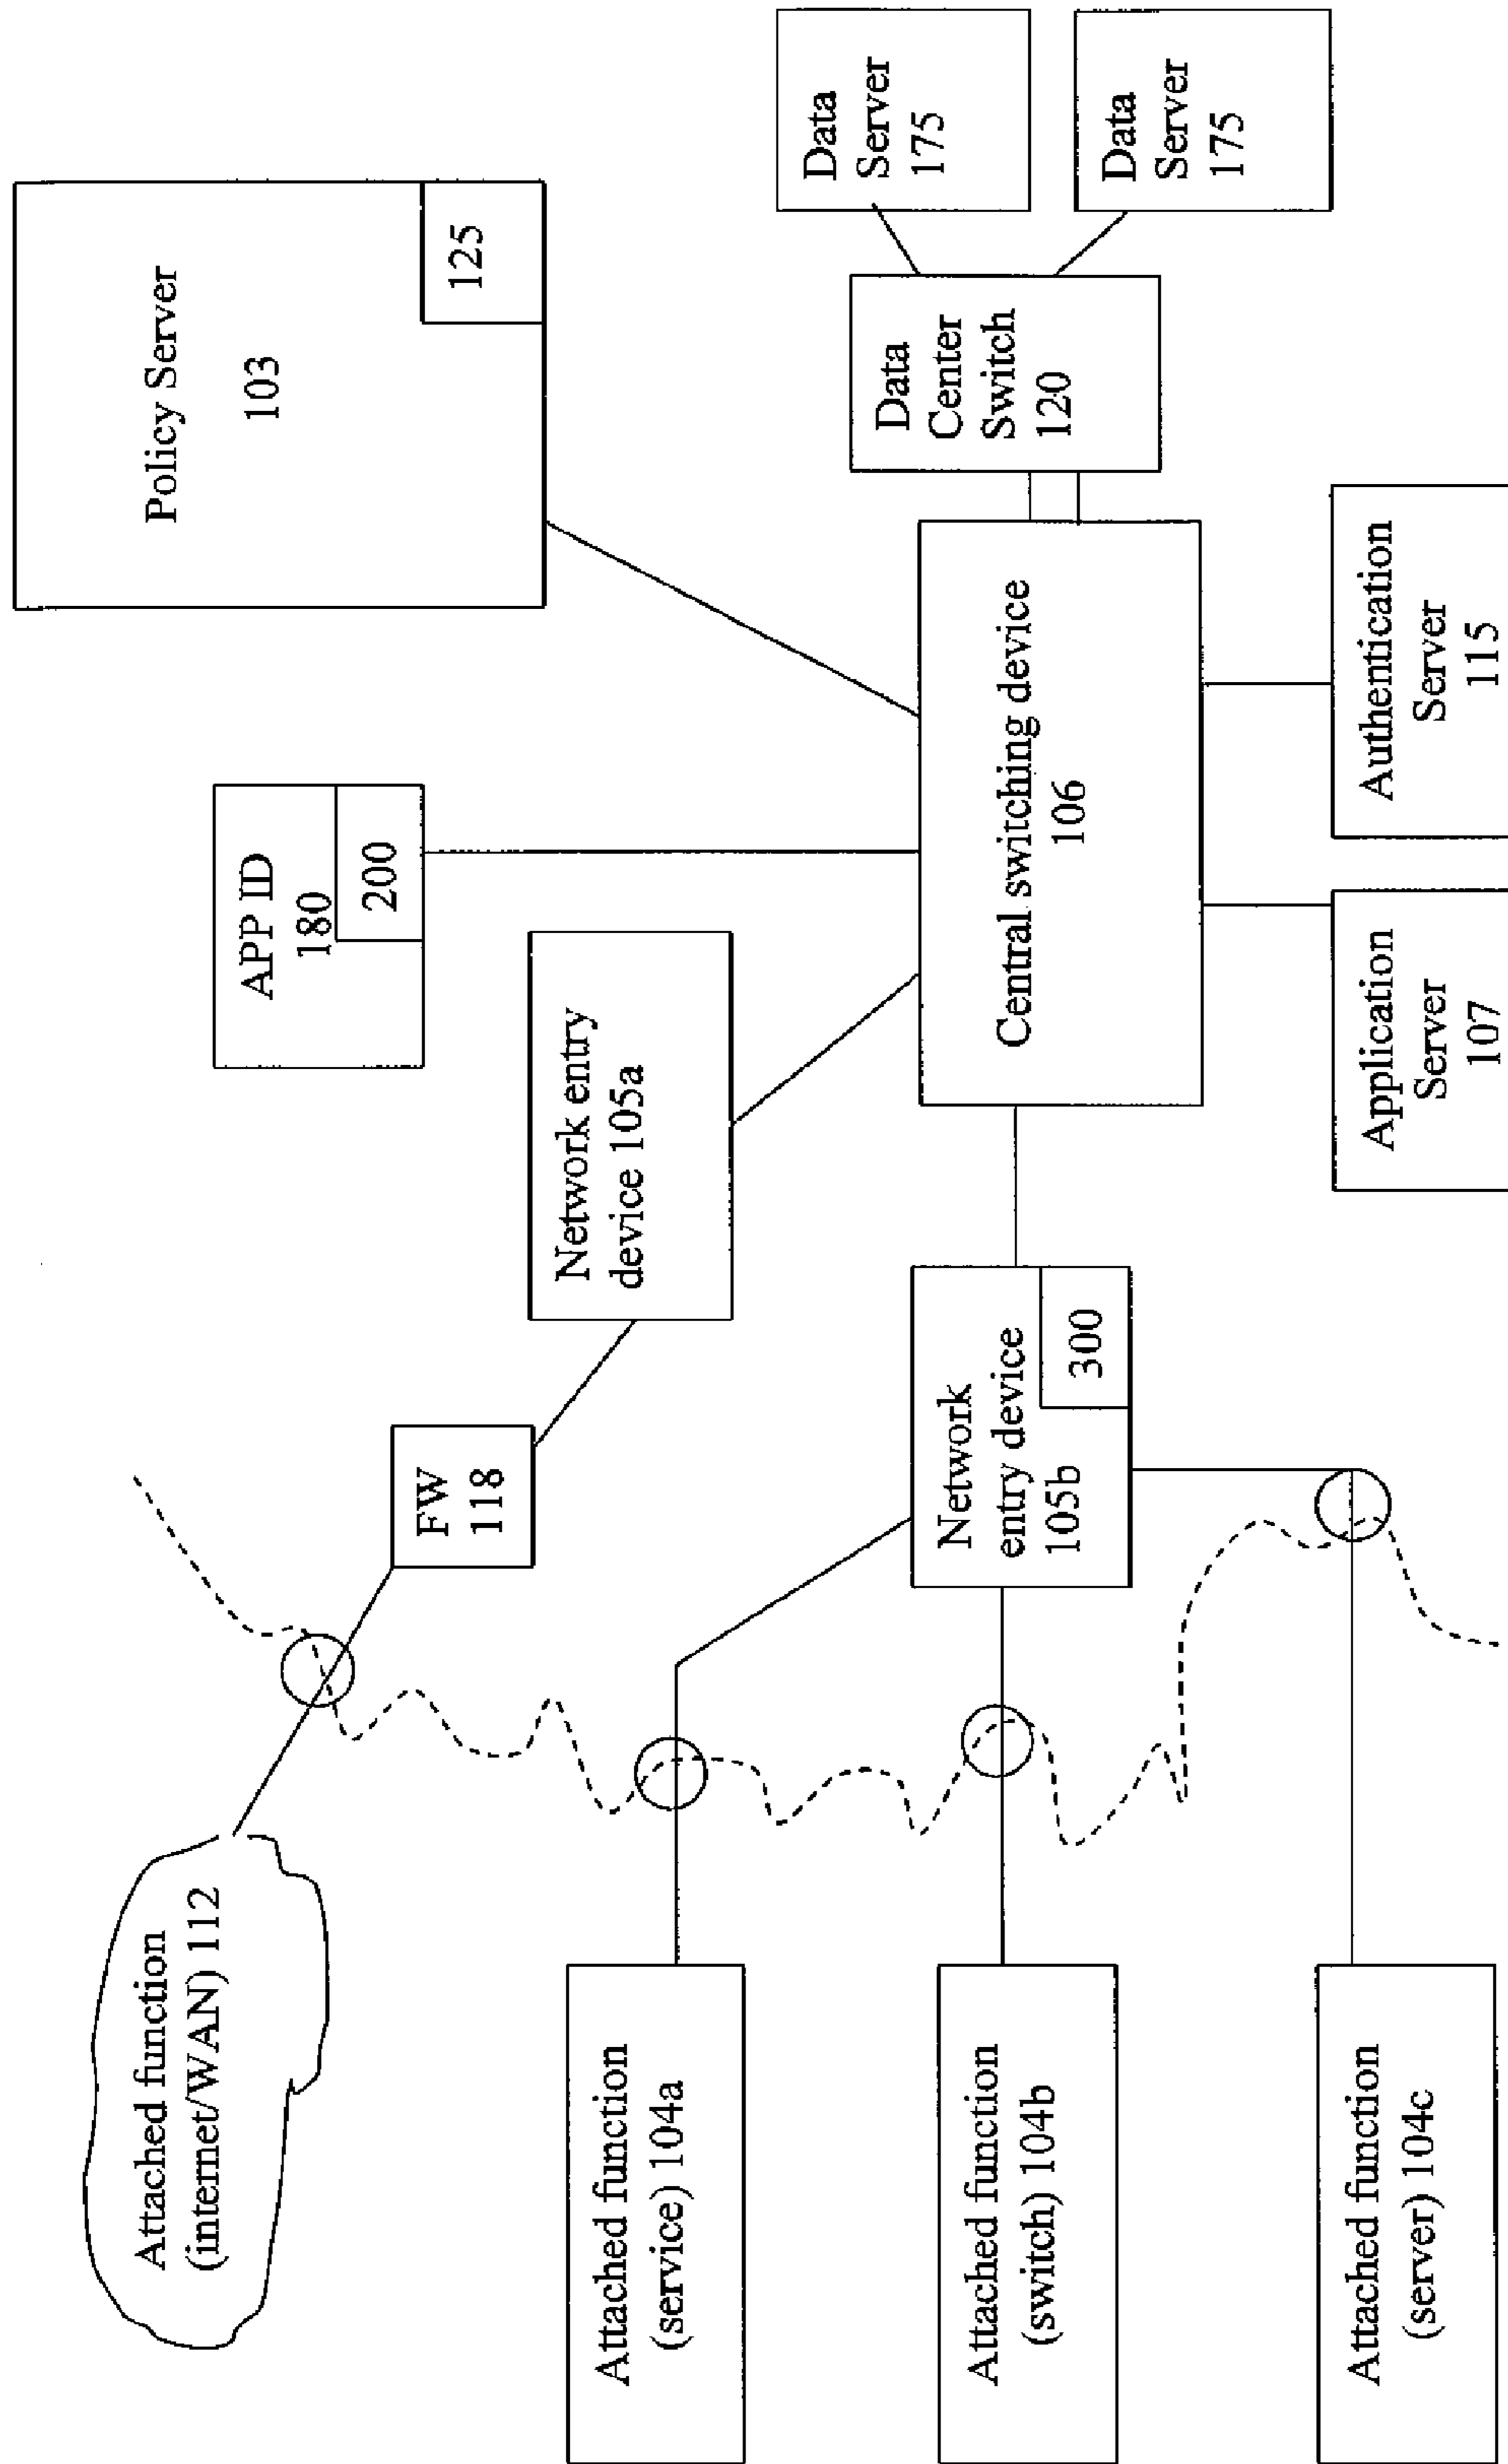 Attached function
(internet/WAN) 112
FW
118
APP ID
180
200
Policy Server
103
125
Network entry
device 105a
Attached function
(service) 104a
Attached function
(switch) 104b
Attached function
(server) 104c
Network
entry device
105b
300
Central switching device
106
Data
Center
Switch
120
Data
Server
175
Data
Server
175
Application
Server
107
Authentication
Server
115